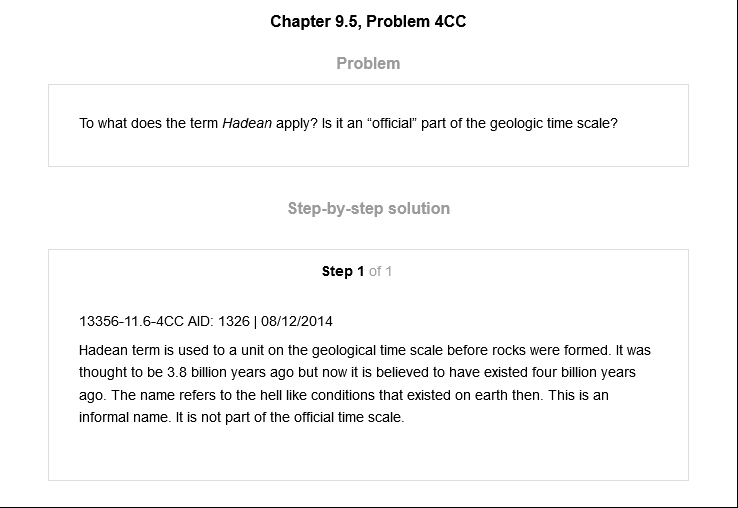 Chapter 9.5, Problem 4CC
Problem
To what does the term Hadean apply? Is it an “official” part of the geologic time scale?
Step-by-step solution
Step 1 of 1
13356-11.6-4CC AID: 1326 | 08/12/2014
Hadean term is used to a unit on the geological time scale before rocks were formed. It was
thought to be 3.8 billion years ago but now it is believed to have existed four billion years
ago. The name refers to the hell like conditions that existed on earth then. This is an
informal name. It is not part of the official time scale.